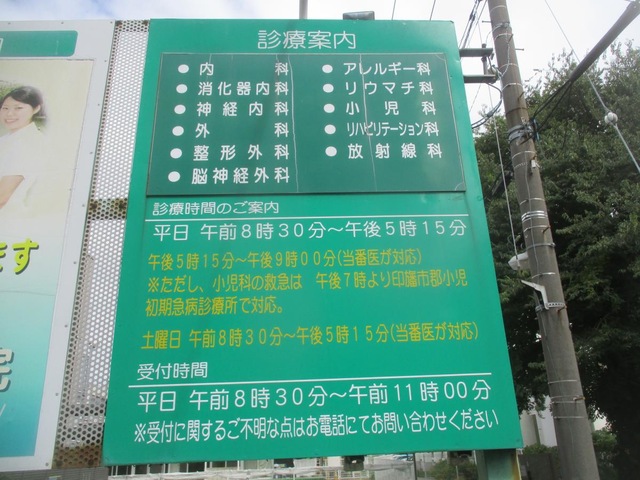 診療案内
●内科
●消化器内科
●神経内科
●外科
●整形外科
●脳神経外科
●アレルギー科
●リウマチ科
●小児科
●リハビリテーション科
●放射線科
診療時間のご案内
平日 午前8時30分～午後5時15分
午後5時15分～午後9時00分(当番医が対応)
※ただし、小児科の救急は 午後7時より印旛市郡小児
初期急病診療所で対応。
土曜日 午前8時30分～午後5時15分(当番医が対応)
受付時間
平日 午前8時30分～午前11時00分
※受付に関するご不明な点はお電話にてお問い合わせください
ます